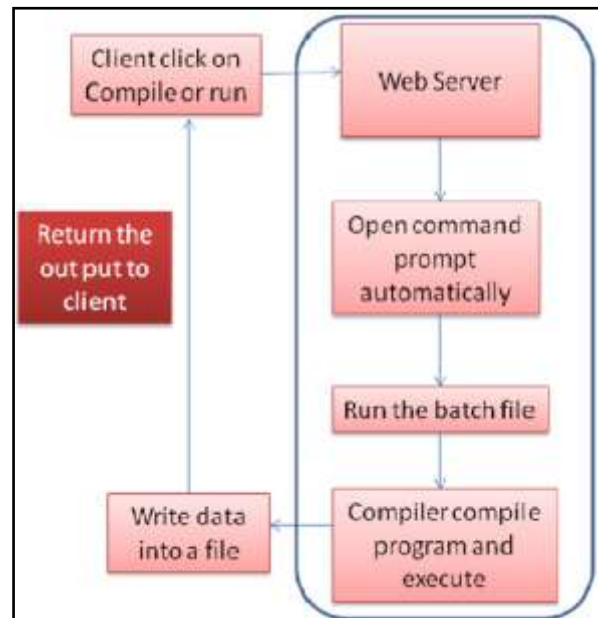 Client click on
Compile or run
Web Server
Open command
prompt
automatically
Return the
out put to
client
Run the batch file
Compiler compile
program and
execute
Write data
into a file